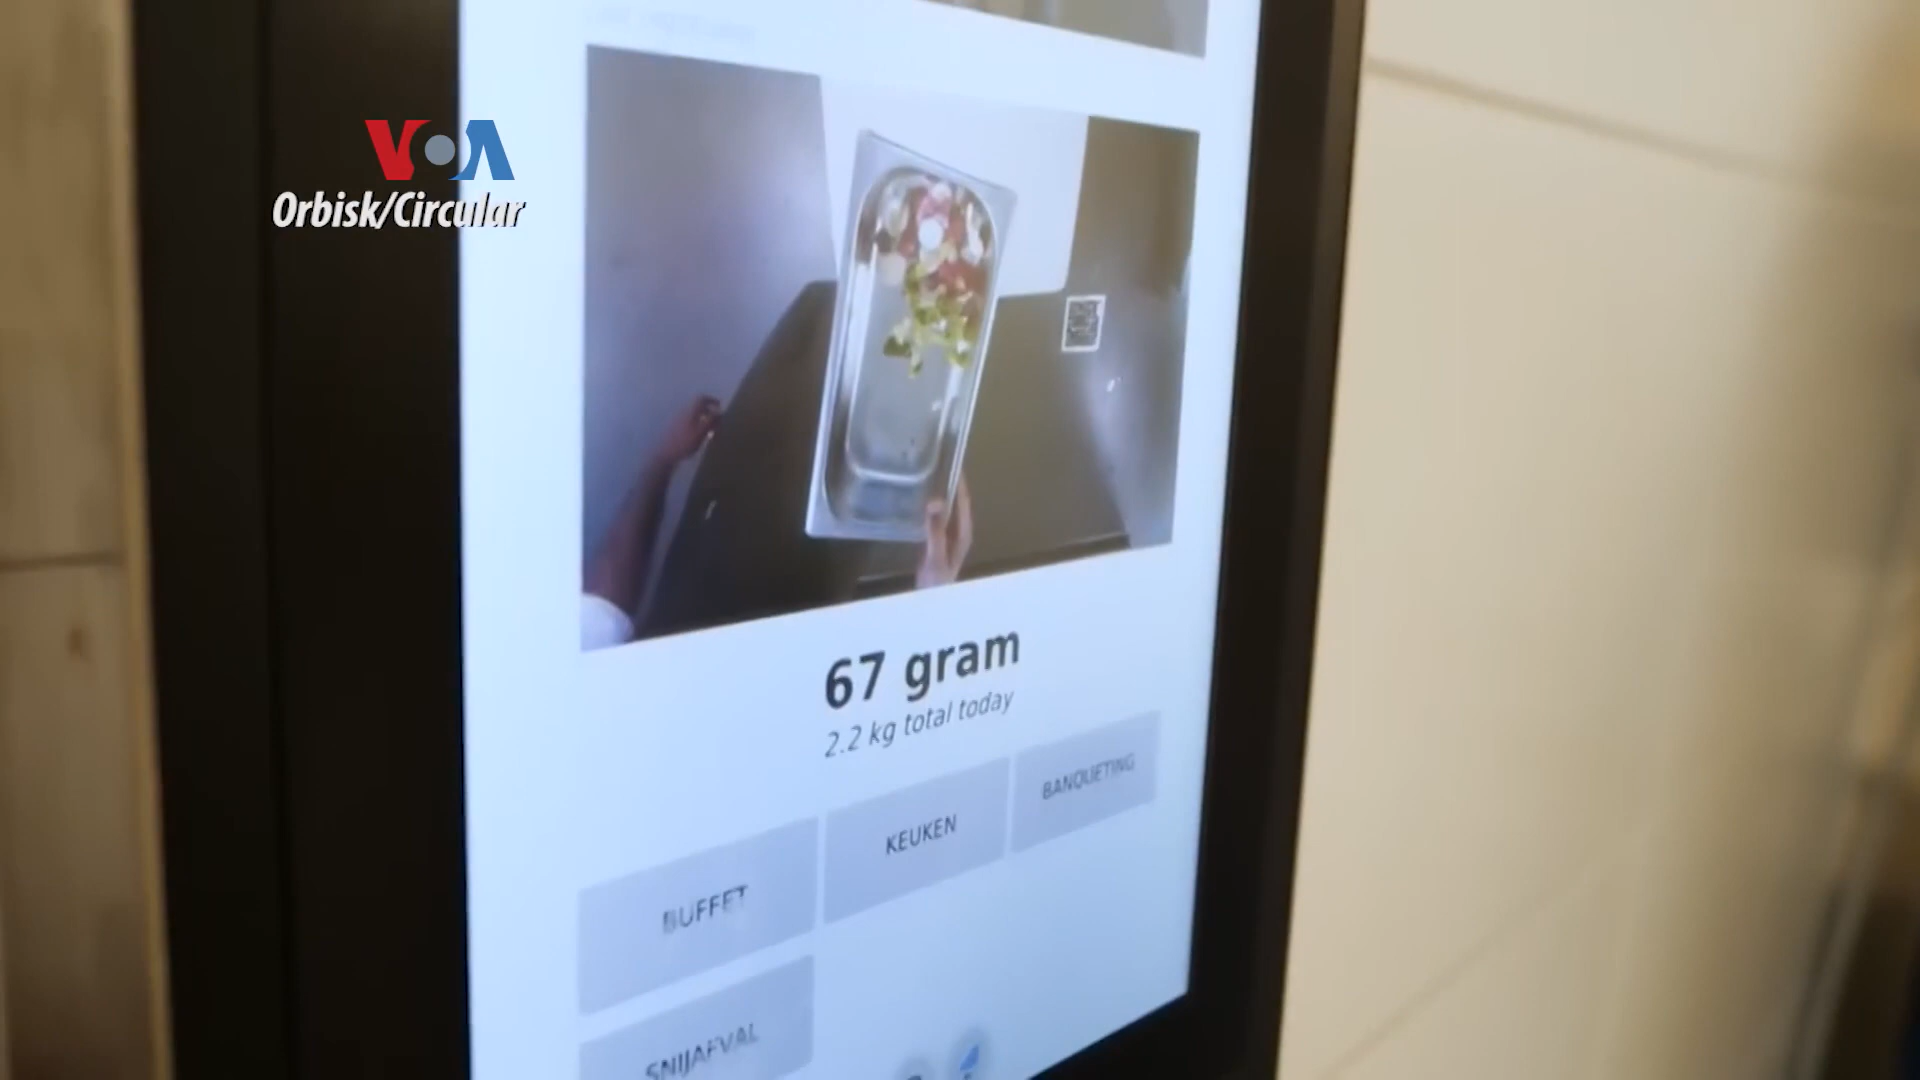 VOA
Orbisk/Circular
67 gram
2.2 kg total today
BUFFET
KEUKEN
BANQUETING
SNIJAFVAL